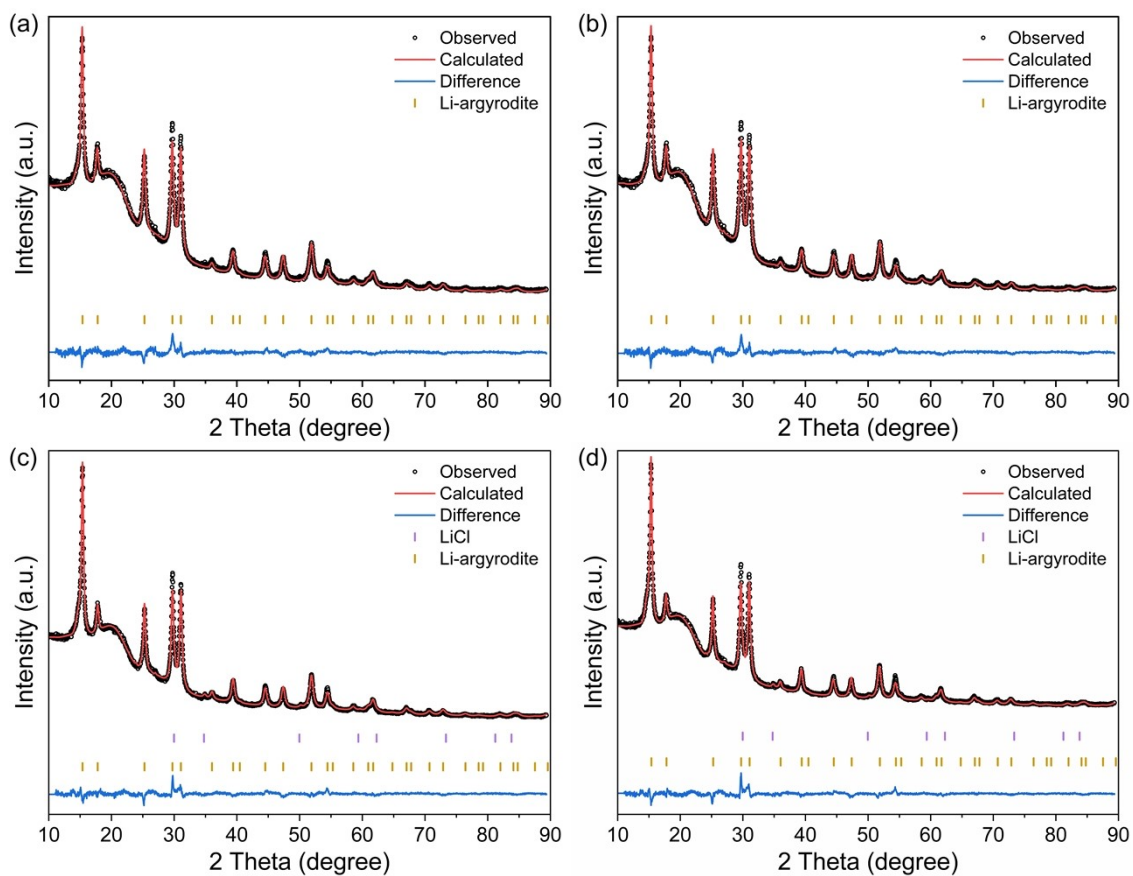 (a)
Observed
Calculated
Difference
Li-argyrodite
Intensity (a.u.)
10 20 30 40 50 60 70 80 90
2 Theta (degree)
(b)
Observed
Calculated
Difference
Li-argyrodite
Intensity (a.u.)
10 20 30 40 50 60 70 80 90
2 Theta (degree)
(c)
Observed
Calculated
Difference
LiCl
Li-argyrodite
Intensity (a.u.)
10 20 30 40 50 60 70 80 90
2 Theta (degree)
(d)
Observed
Calculated
Difference
LiCl
Li-argyrodite
Intensity (a.u.)
10 20 30 40 50 60 70 80 90
2 Theta (degree)